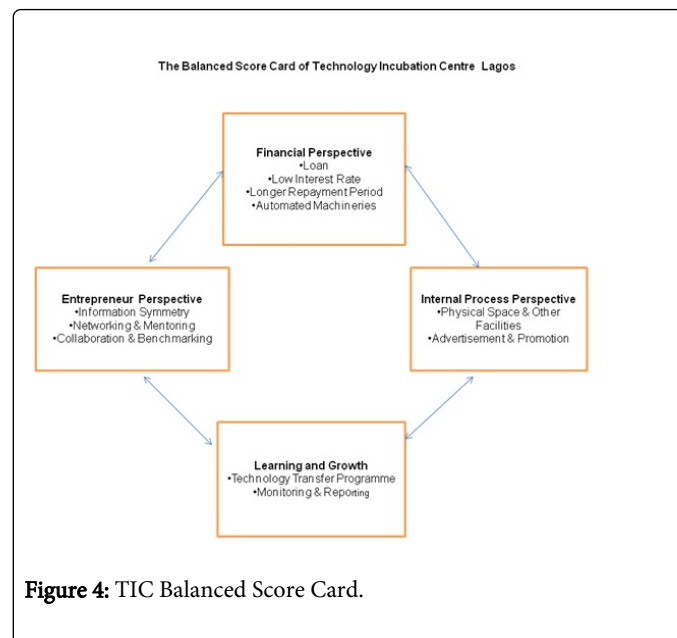 The Balanced Score Card of Technology Incubation Centre Lagos
Financial Perspective
•Loan
•Low Interest Rate
•Longer Repayment Period
•Automated Machineries
Entrepreneur Perspective
•Information Symmetry
•Networking & Mentoring
•Collaboration & Benchmarking
Internal Process Perspective
•Physical Space & Other
Facilities
•Advertisement & Promotion
Learning and Growth
•Technology Transfer Programme
•Monitoring & Reporting
Figure 4: TIC Balanced Score Card.